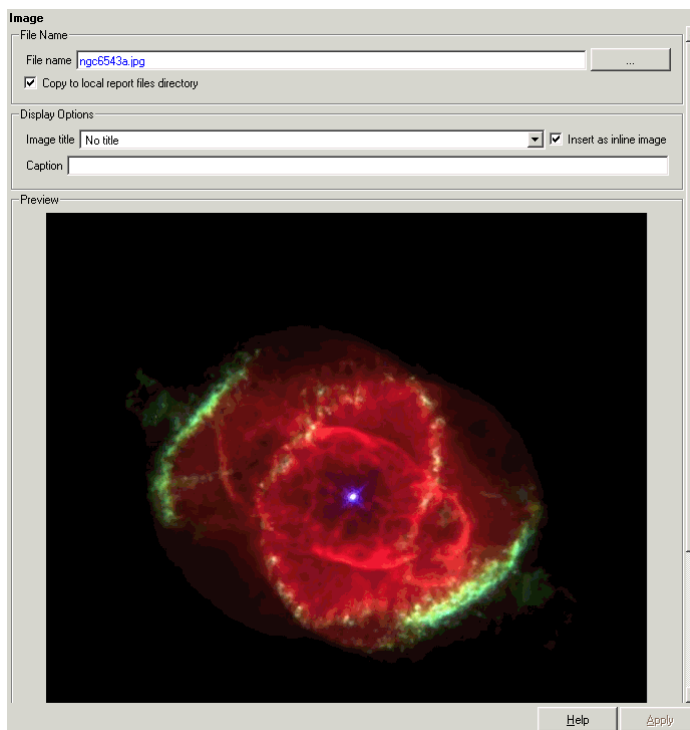 Image
File Name
File name ngc6543a.jpg ...
Copy to local report files directory
Display Options
Image title No title Insert as inline image
Caption
Preview
Help Apply